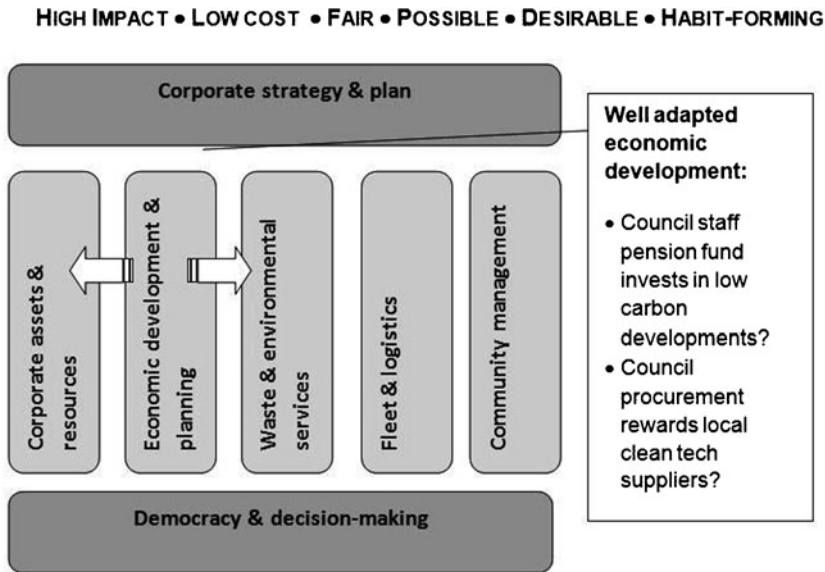 HIGH IMPACT • LOW COST • FAIR • POSSIBLE • DESIRABLE • HABIT-FORMING
Corporate strategy & plan
Corporate assets &
resources
Economic development &
planning
Waste & environmental
services
Fleet & logistics
Community management
Democracy & decision-making
Well adapted
economic
development:
• Council staff
pension fund
invests in low
carbon
developments?
• Council
procurement
rewards local
clean tech
suppliers?